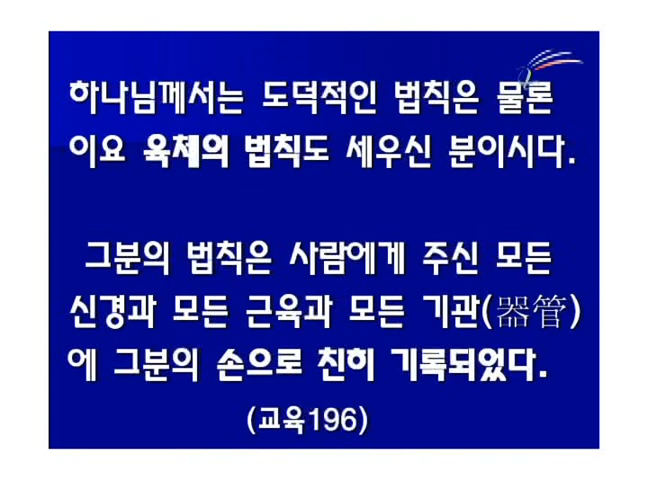 하나님께서는 도덕적인 법칙은 물론
이요 육체의 법칙도 세우신 분이시다.
그분의 법칙은 사람에게 주신 모든
신경과 모든 근육과 모든 기관(器管)
에 그분의 손으로 친히 기록되었다.
(교육196)